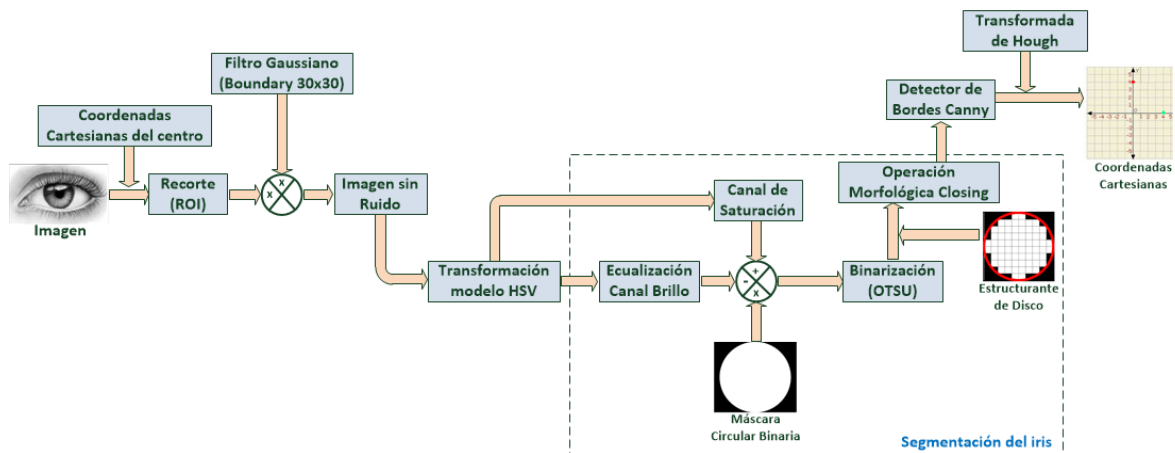 Transformada
de Hough
Filtro Gaussiano
(Boundary 30x30)
Detector de
Bordes Canny
Coordenadas
Cartesianas del centro
Coordenadas
Cartesianas
Recorte
(ROI)
x
x
Imagen sin
Ruido
Canal de
Saturación
Operación
Morfológica Closing
Imagen
Transformación
modelo HSV
Ecualización
Canal Brillo
+
-
x
Binarización
(OTSU)
Estructurante
de Disco
Máscara
Circular Binaria
Segmentación del iris